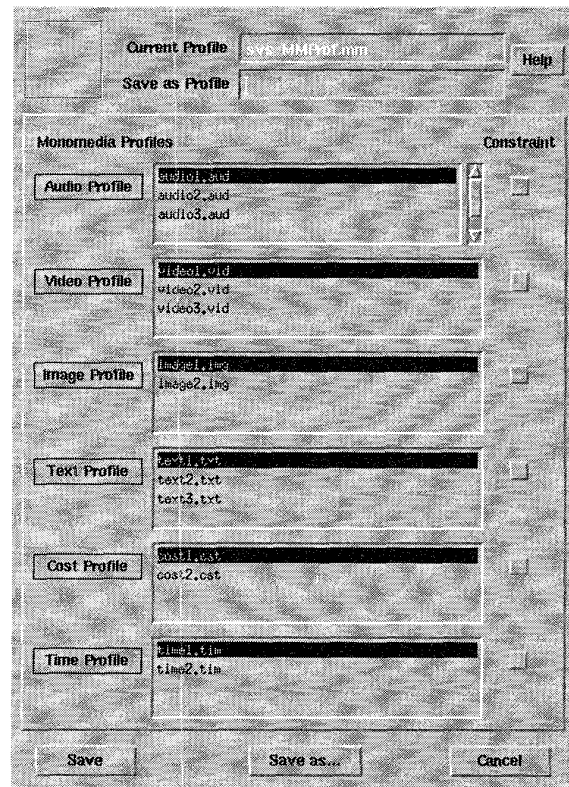 Current Profile sys_MMProf.mm
Help
Save as Profile
Monomedia Profiles Constraint
Audio Profile
audio1.aud
audio2.aud
audio3.aud
Video Profile
video1.vid
video2.vid
video3.vid
Image Profile
image1.img
image2.img
Text Profile
text1.txt
text2.txt
text3.txt
Cost Profile
cost1.cst
cost2.cst
Time Profile
time1.tim
time2.tim
Save Save as... Cancel